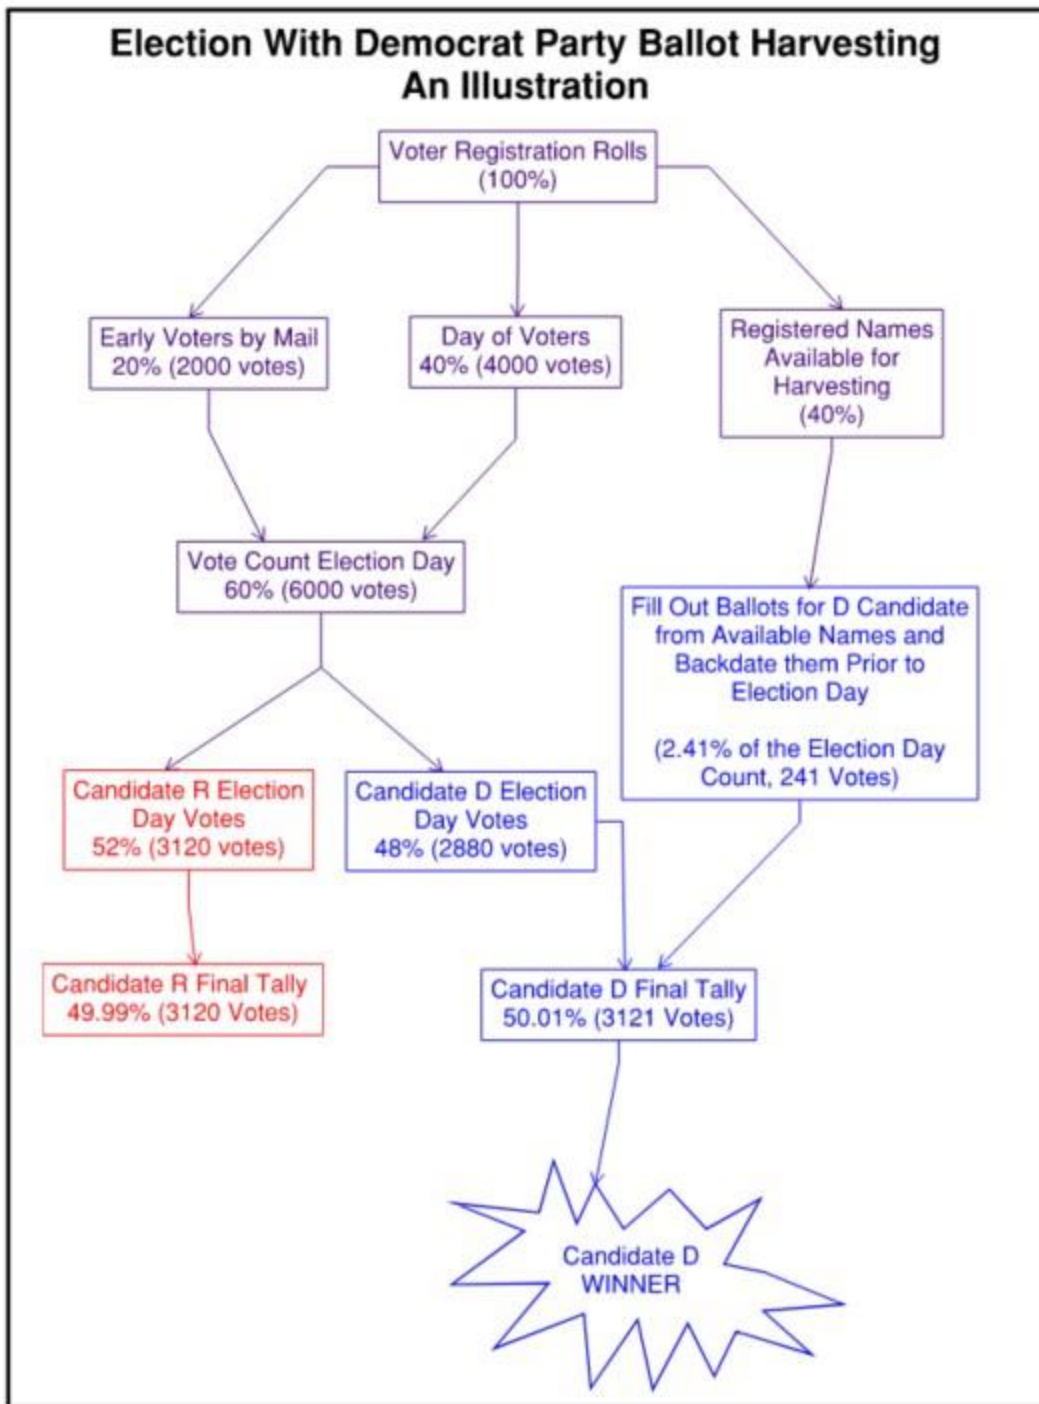 Election With Democrat Party Ballot Harvesting
An Illustration
Voter Registration Rolls
(100%)
Early Voters by Mail
20% (2000 votes)
Day of Voters
40% (4000 votes)
Registered Names
Available for
Harvesting
(40%)
Vote Count Election Day
60% (6000 votes)
Fill Out Ballots for D Candidate
from Available Names and
Backdate them Prior to
Election Day
(2.41% of the Election Day
Count, 241 Votes)
Candidate R Election
Day Votes
52% (3120 votes)
Candidate D Election
Day Votes
48% (2880 votes)
Candidate R Final Tally
49.99% (3120 Votes)
Candidate D Final Tally
50.01% (3121 Votes)
Candidate D
WINNER